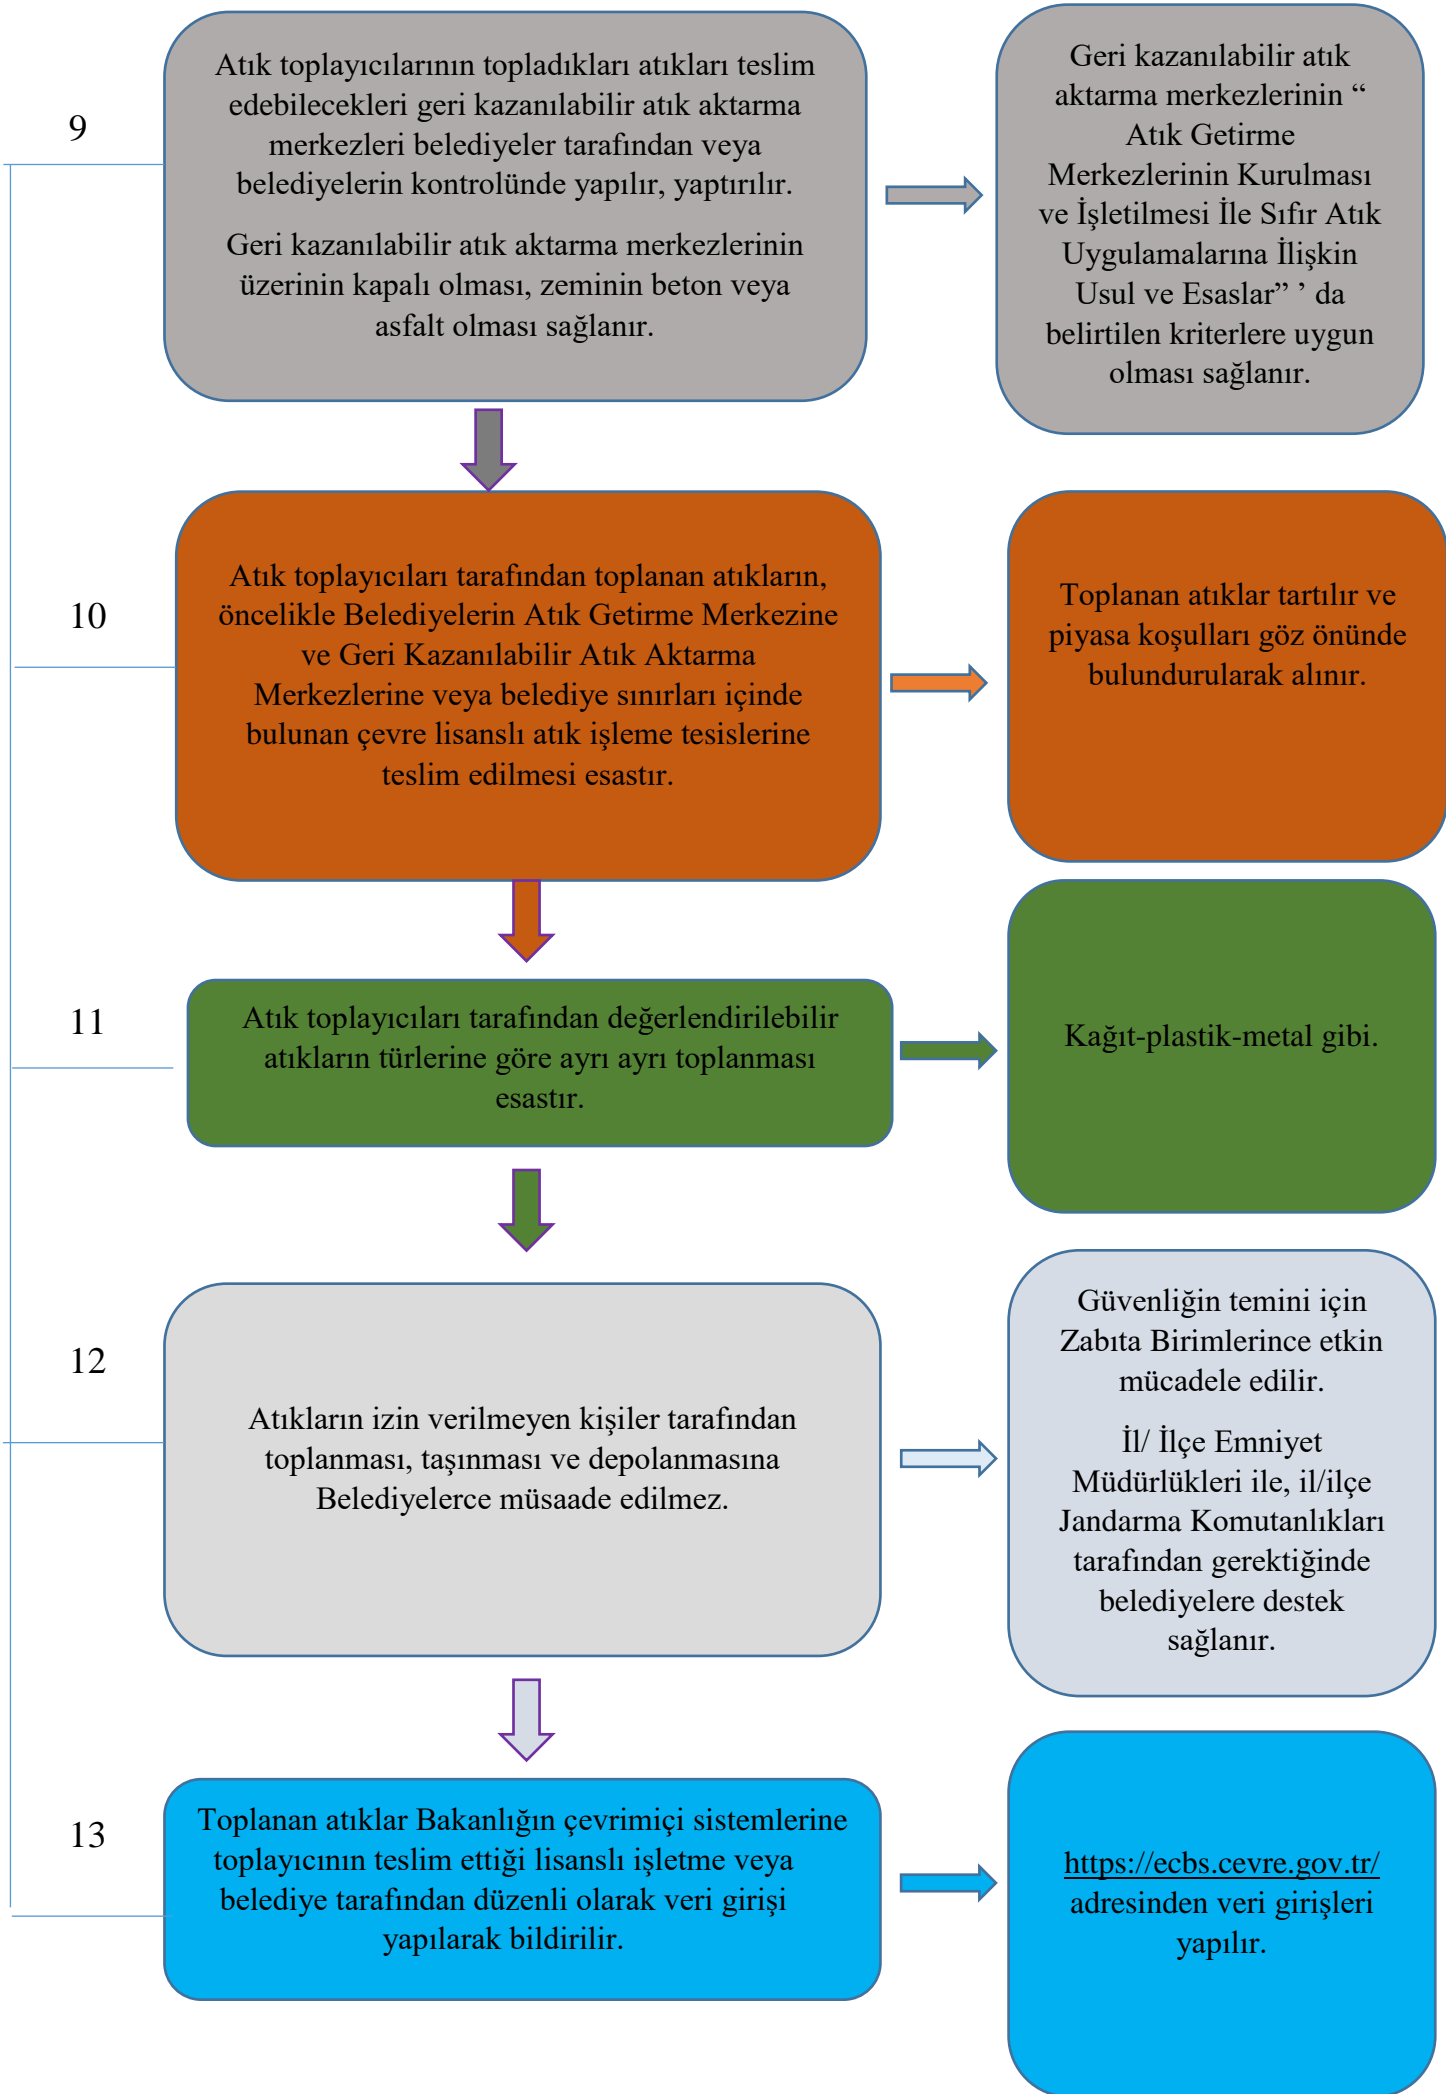 9
Atık toplayıcılarının topladıkları atıkları teslim
edebilecekleri geri kazanılabilir atık aktarma
merkezleri belediyeler tarafından veya
belediyelerin kontrolünde yapılır, yaptırılır.
Geri kazanılabilir atık aktarma merkezlerinin
üzerinin kapalı olması, zeminin beton veya
asfalt olması sağlanır.
Geri kazanılabilir atık
aktarma merkezlerinin “
Atık Getirme
Merkezlerinin Kurulması
ve İşletilmesi İle Sıfır Atık
Uygulamalarına İlişkin
Usul ve Esaslar” ’ da
belirtilen kriterlere uygun
olması sağlanır.
10
Atık toplayıcıları tarafından toplanan atıkların,
öncelikle Belediyelerin Atık Getirme Merkezine
ve Geri Kazanılabilir Atık Aktarma
Merkezlerine veya belediye sınırları içinde
bulunan çevre lisanslı atık işleme tesislerine
teslim edilmesi esastır.
Toplanan atıklar tartılır ve
piyasa koşulları göz önünde
bulundurularak alınır.
11
Atık toplayıcıları tarafından değerlendirilebilir
atıkların türlerine göre ayrı ayrı toplanması
esastır.
Kağıt-plastik-metal gibi.
12
Atıkların izin verilmeyen kişiler tarafından
toplanması, taşınması ve depolanmasına
Belediyelerce müsaade edilmez.
Güvenliğin temini için
Zabıta Birimlerince etkin
mücadele edilir.
İl/ İlçe Emniyet
Müdürlükleri ile, il/ilçe
Jandarma Komutanlıkları
tarafından gerektiğinde
belediyelere destek
sağlanır.
13
Toplanan atıklar Bakanlığın çevrimiçi sistemlerine
toplayıcının teslim ettiği lisanslı işletme veya
belediye tarafından düzenli olarak veri girişi
yapılarak bildirilir.
https://ecbs.cevre.gov.tr/
adresinden veri girişleri
yapılır.